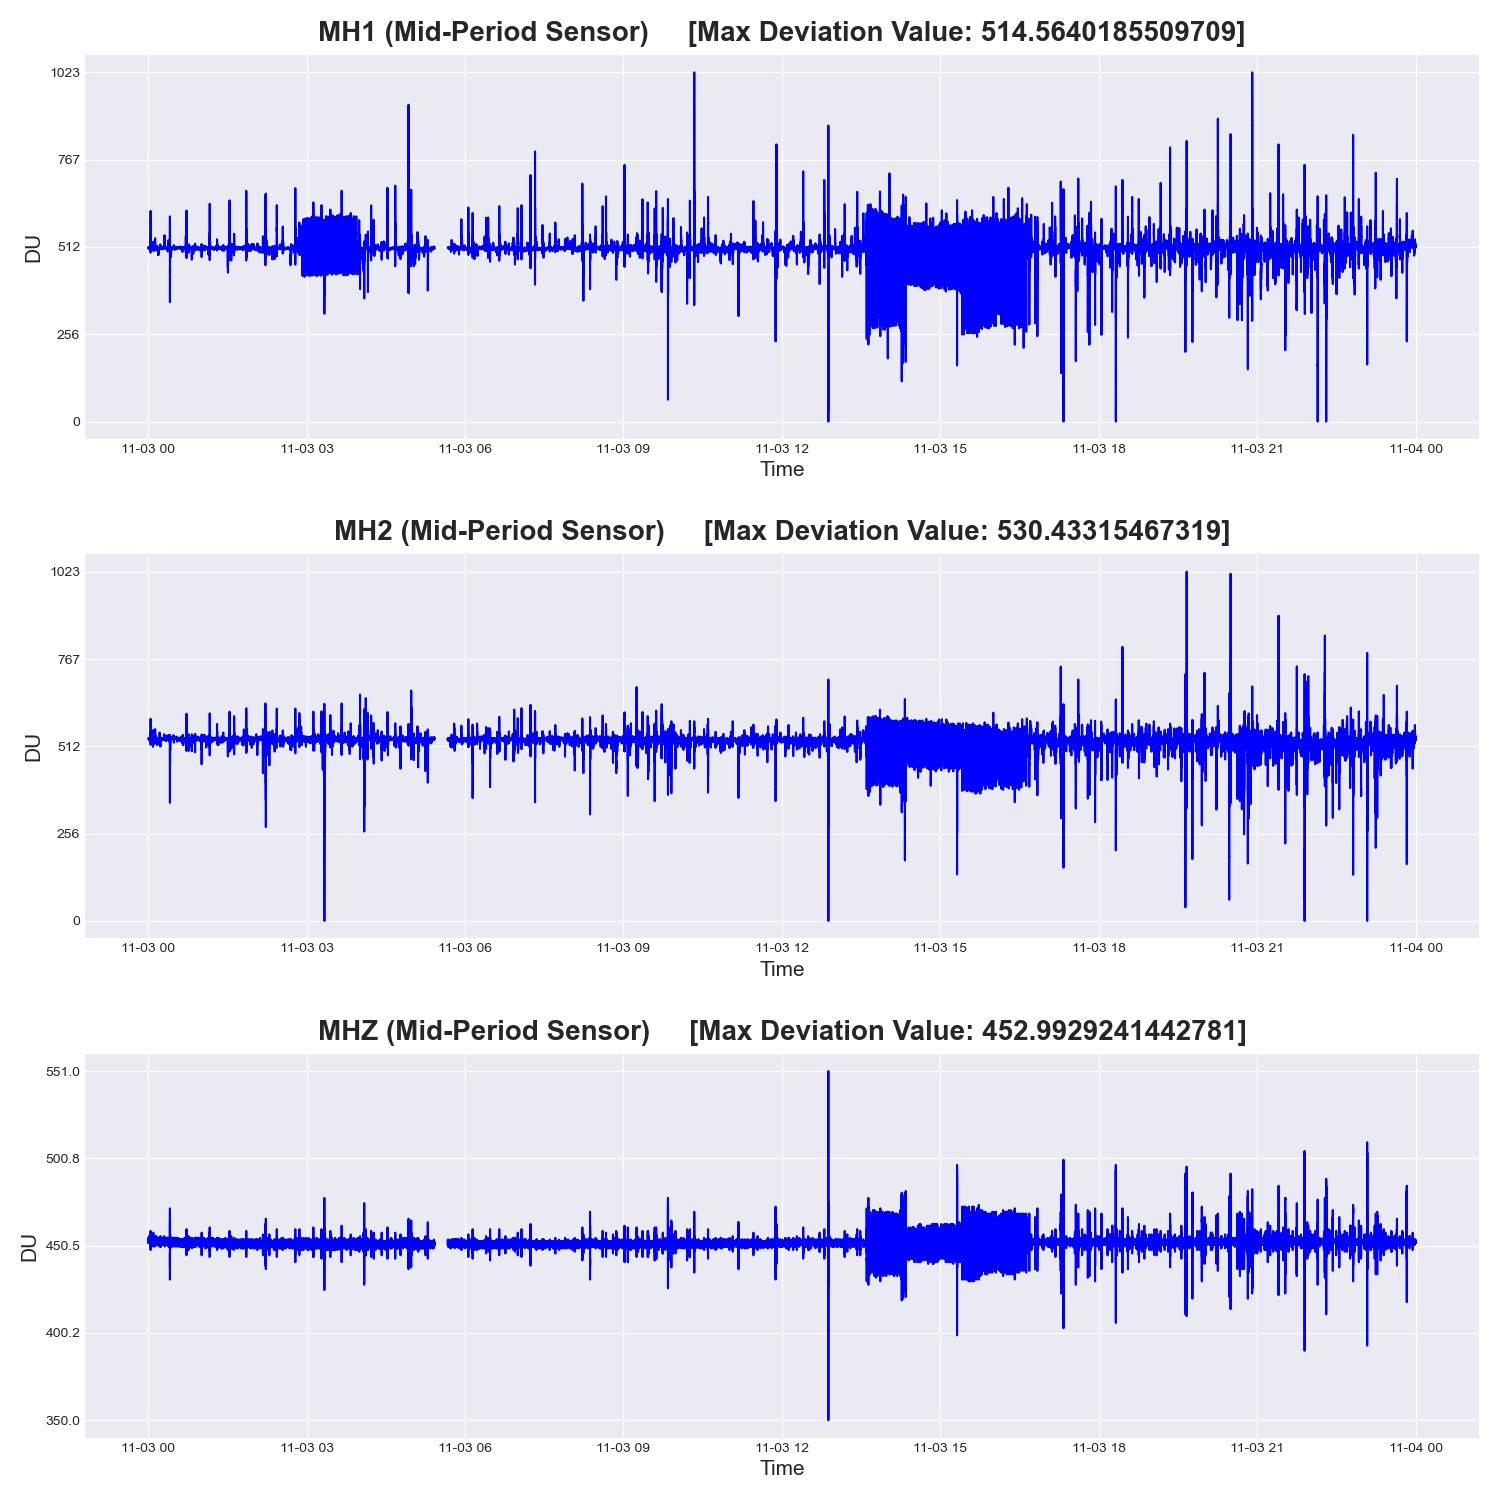 MH1 (Mid-Period Sensor) [Max Deviation Value: 514.5640185509709]
1023
767
512
256
0
DU
11-03 00 11-03 03 11-03 06 11-03 09 11-03 12 11-03 15 11-03 18 11-03 21 11-04 00
Time
MH2 (Mid-Period Sensor) [Max Deviation Value: 530.43315467319]
1023
767
512
256
0
DU
11-03 00 11-03 03 11-03 06 11-03 09 11-03 12 11-03 15 11-03 18 11-03 21 11-04 00
Time
MHZ (Mid-Period Sensor) [Max Deviation Value: 452.9929241442781]
551.0
500.8
450.5
400.2
350.0
DU
11-03 00 11-03 03 11-03 06 11-03 09 11-03 12 11-03 15 11-03 18 11-03 21 11-04 00
Time